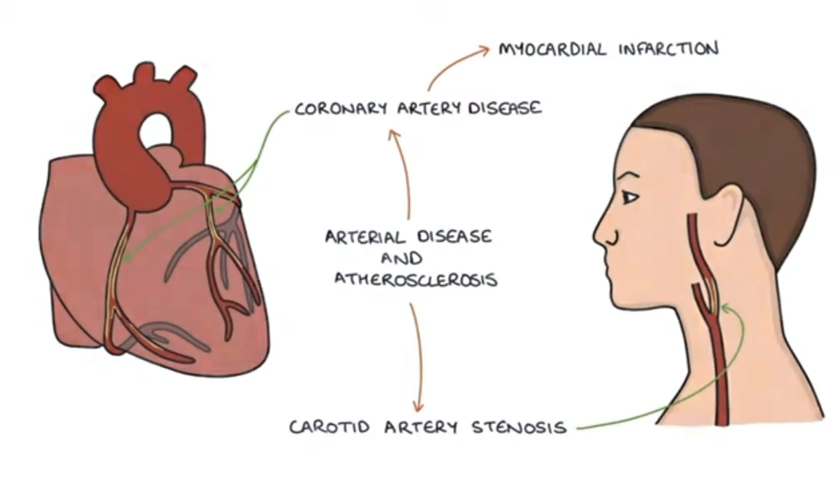 MYOCARDIAL INFARCTION
CORONARY ARTERY DISEASE
ARTERIAL DISEASE
AND
ATHEROSCLEROSIS
CAROTID ARTERY STENOSIS